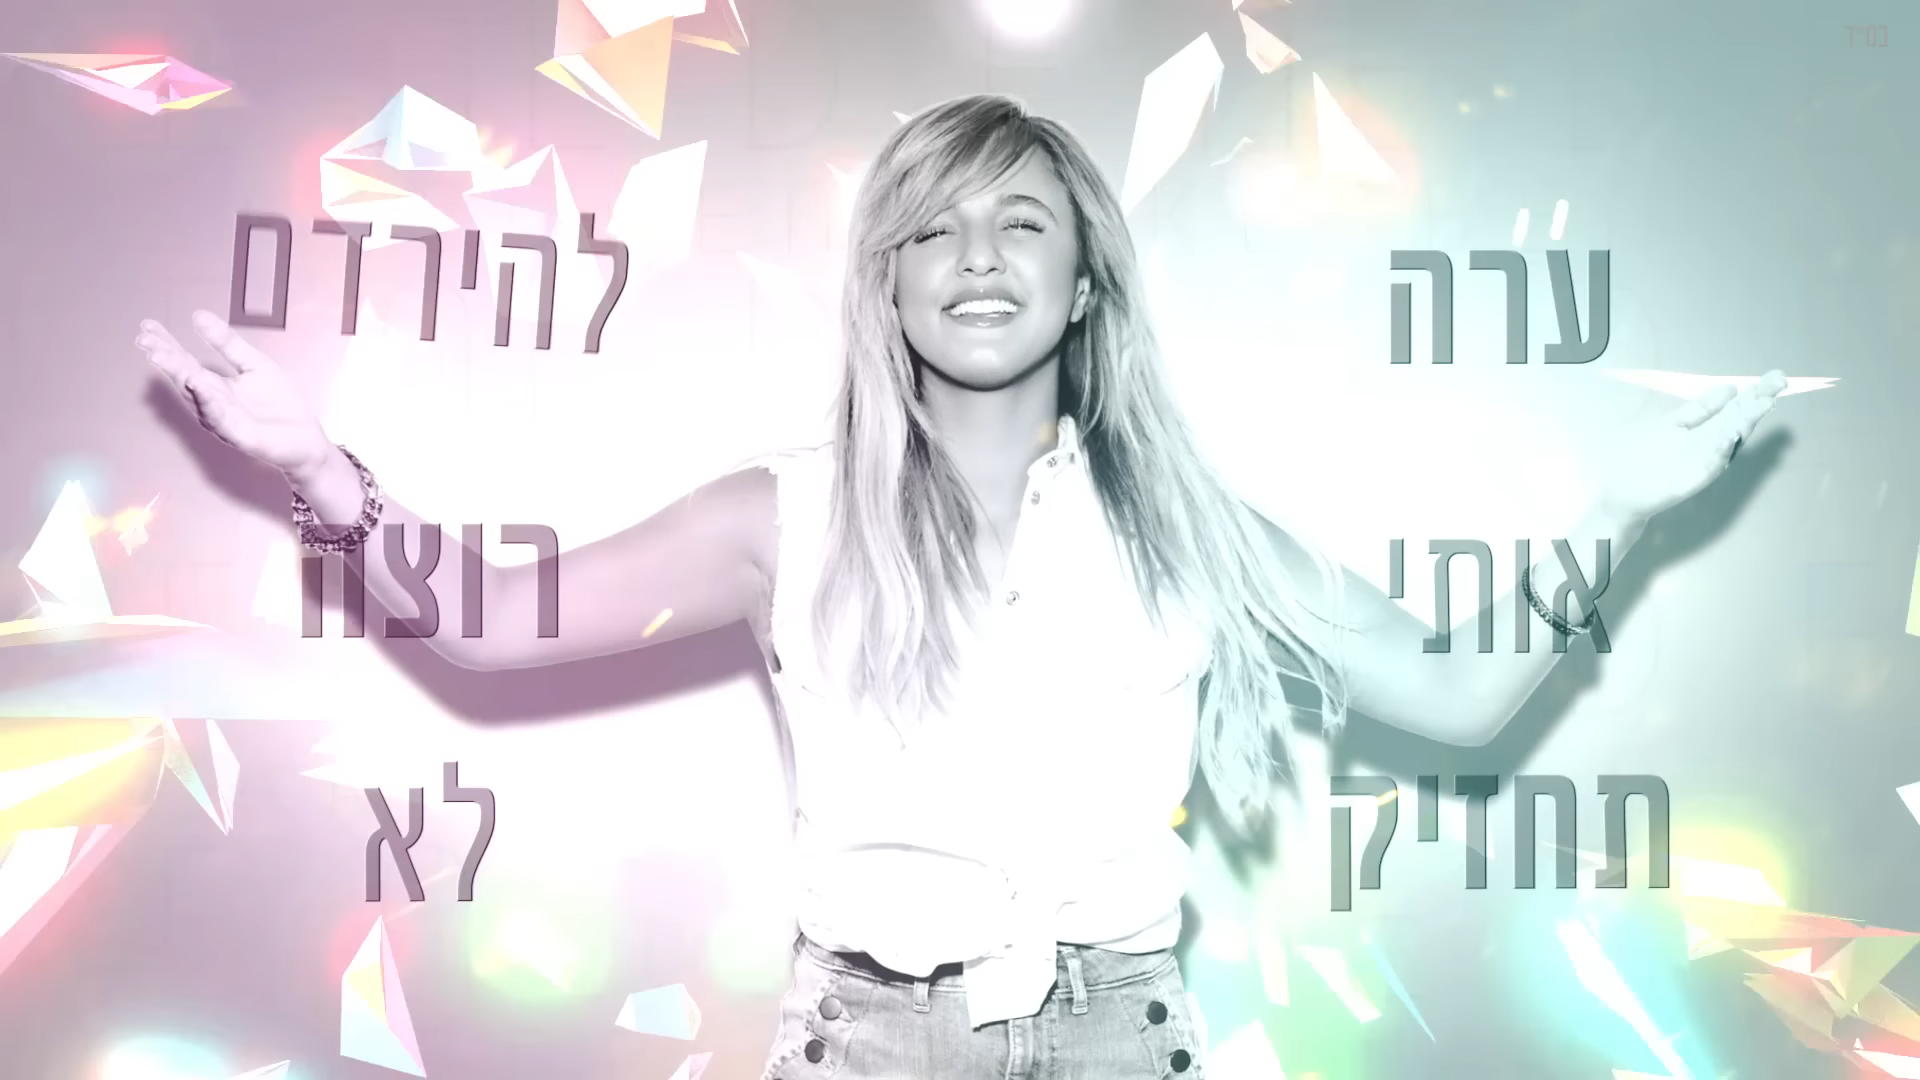 בס״ד
תחזיק
אותי
ערה
לא
רוצה
להירדם